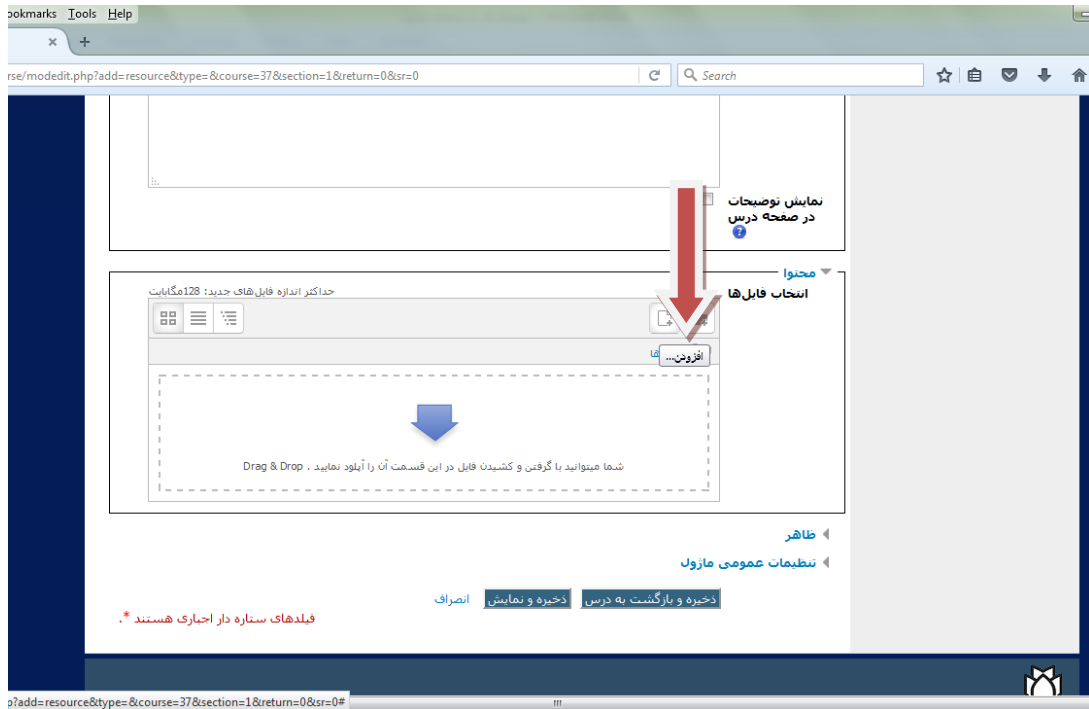 ookmarks Tools Help
× +
rse/modedit.php?add=resource&type=&course=37&section=1&return=0&sr=0
Search
نمایش توضیحات
در صفحه درس
محتوا
انتخاب فایل‌ها
حداکثر اندازه فایل‌های جدید: 128مگابایت
افزودن...
شما میتوانید با گرفتن و کشیدن فایل در این قسمت آن را آپلود نمایید . Drag & Drop
ظاهر
تنظیمات عمومی ماژول
ذخیره و بازگشت به درس ذخیره و نمایش انصراف
فیلدهای ستاره دار اجباری هستند *.
p?add=resource&type=&course=37&section=1&return=0&sr=0#